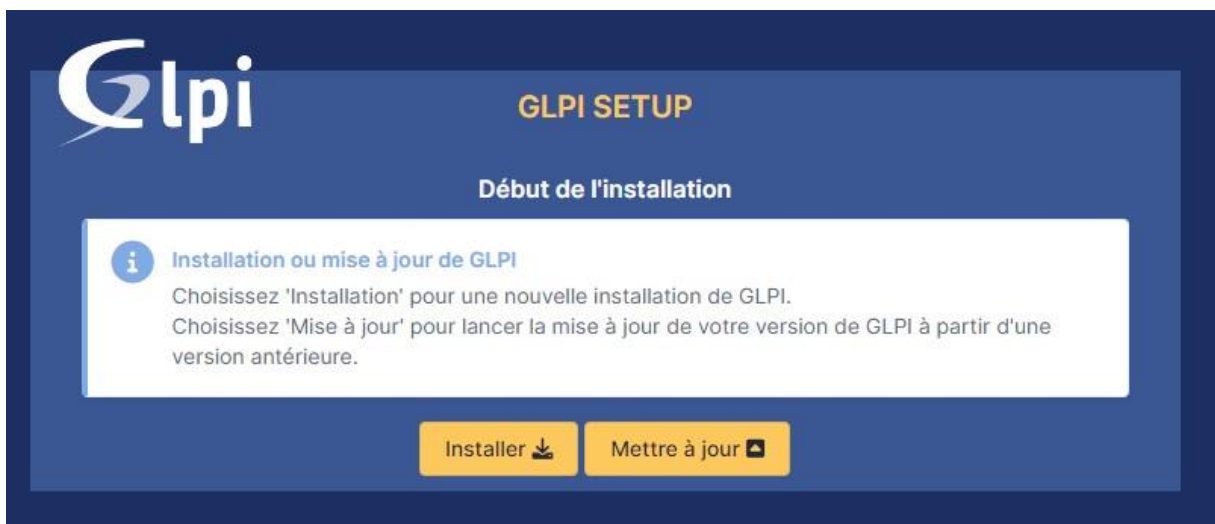 Glpi
GLPI SETUP
Début de l'installation
Installation ou mise à jour de GLPI
Choisissez 'Installation' pour une nouvelle installation de GLPI.
Choisissez 'Mise à jour' pour lancer la mise à jour de votre version de GLPI à partir d'une
version antérieure.
Installer
Mettre à jour